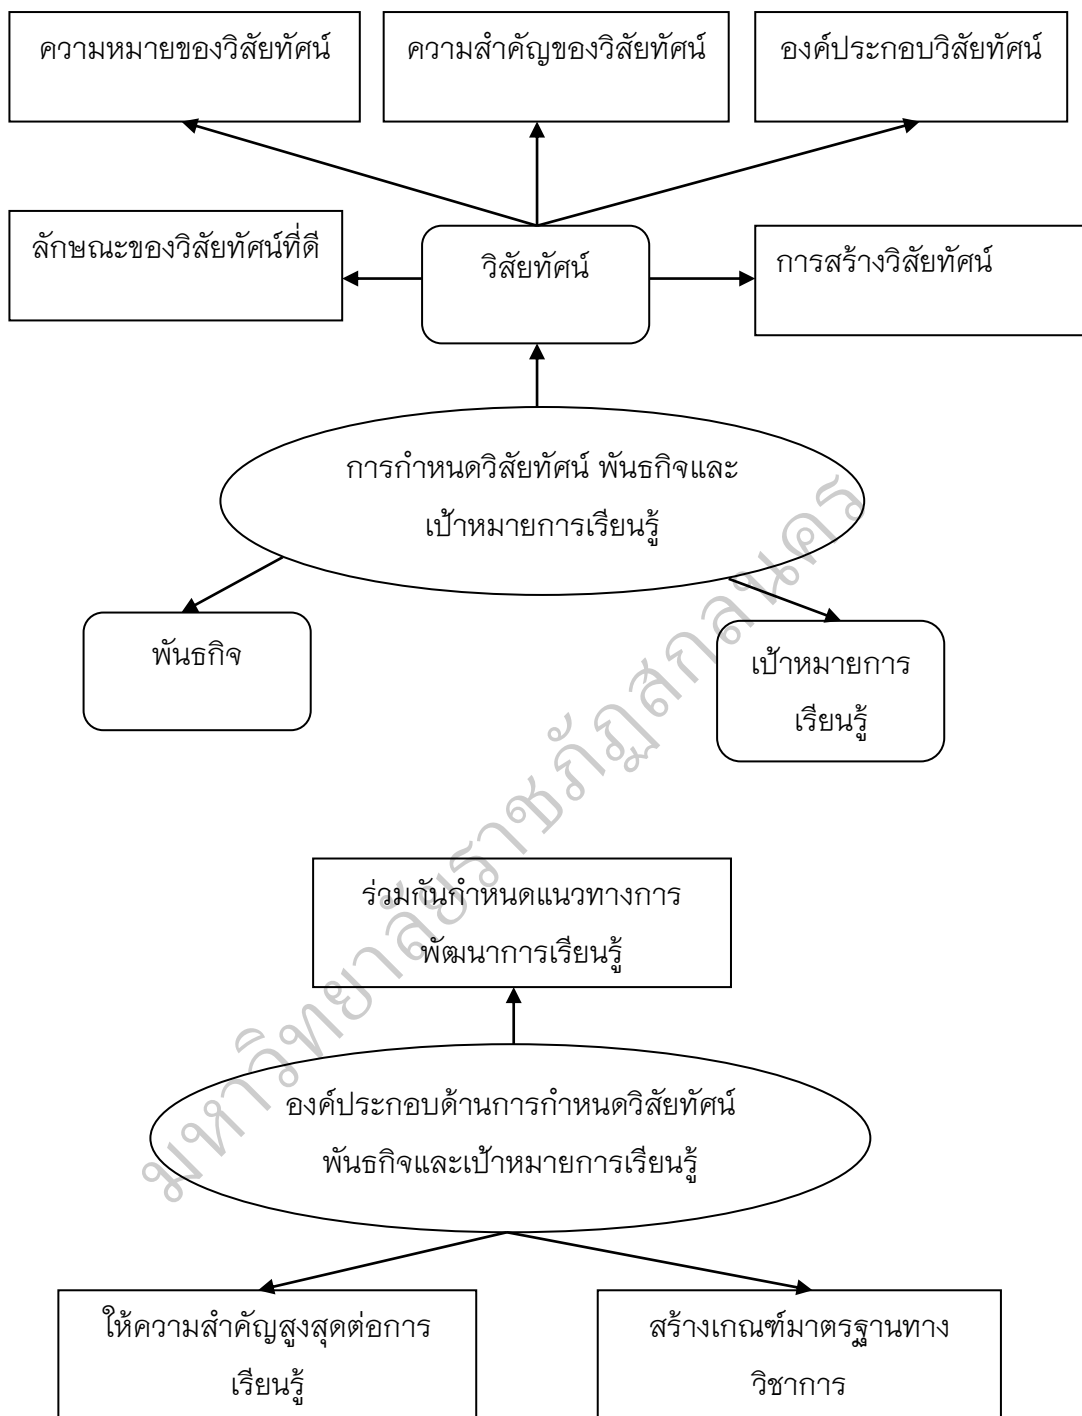 ความหมายของวิสัยทัศน์
ความสำคัญของวิสัยทัศน์
องค์ประกอบวิสัยทัศน์
ลักษณะของวิสัยทัศน์ที่ดี
วิสัยทัศน์
การสร้างวิสัยทัศน์
การกำหนดวิสัยทัศน์ พันธกิจและ
เป้าหมายการเรียนรู้
พันธกิจ
เป้าหมายการ
เรียนรู้
ร่วมกันกำหนดแนวทางการ
พัฒนาการเรียนรู้
องค์ประกอบด้านการกำหนดวิสัยทัศน์
พันธกิจและเป้าหมายการเรียนรู้
ให้ความสำคัญสูงสุดต่อการ
เรียนรู้
สร้างเกณฑ์มาตรฐานทาง
วิชาการ
มหาวิทยาลัยราชภัฏสกลนคร